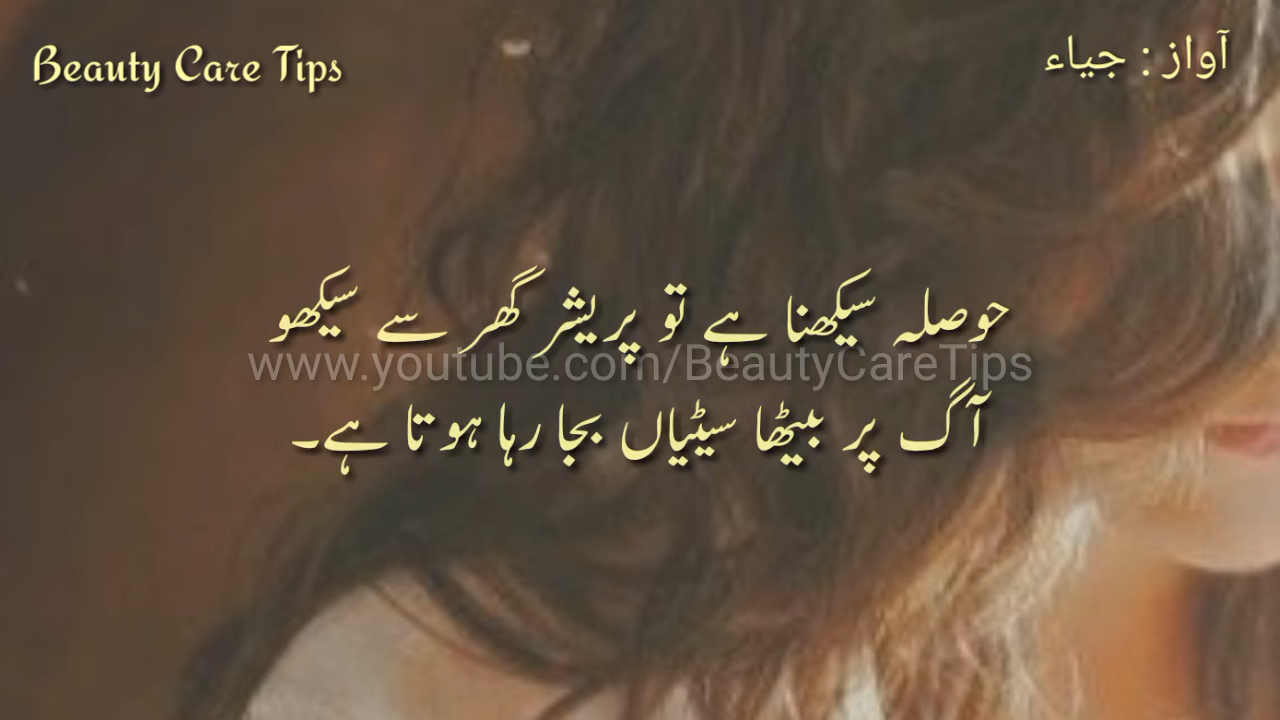 Beauty Care Tips
آواز : جیاء
حوصلہ سیکھنا ہے تو پریشر گھر سے سیکھو
www.youtube.com/BeautyCareTips
آگ پر بیٹھا سیٹیاں بجا رہا ہوتا ہے۔